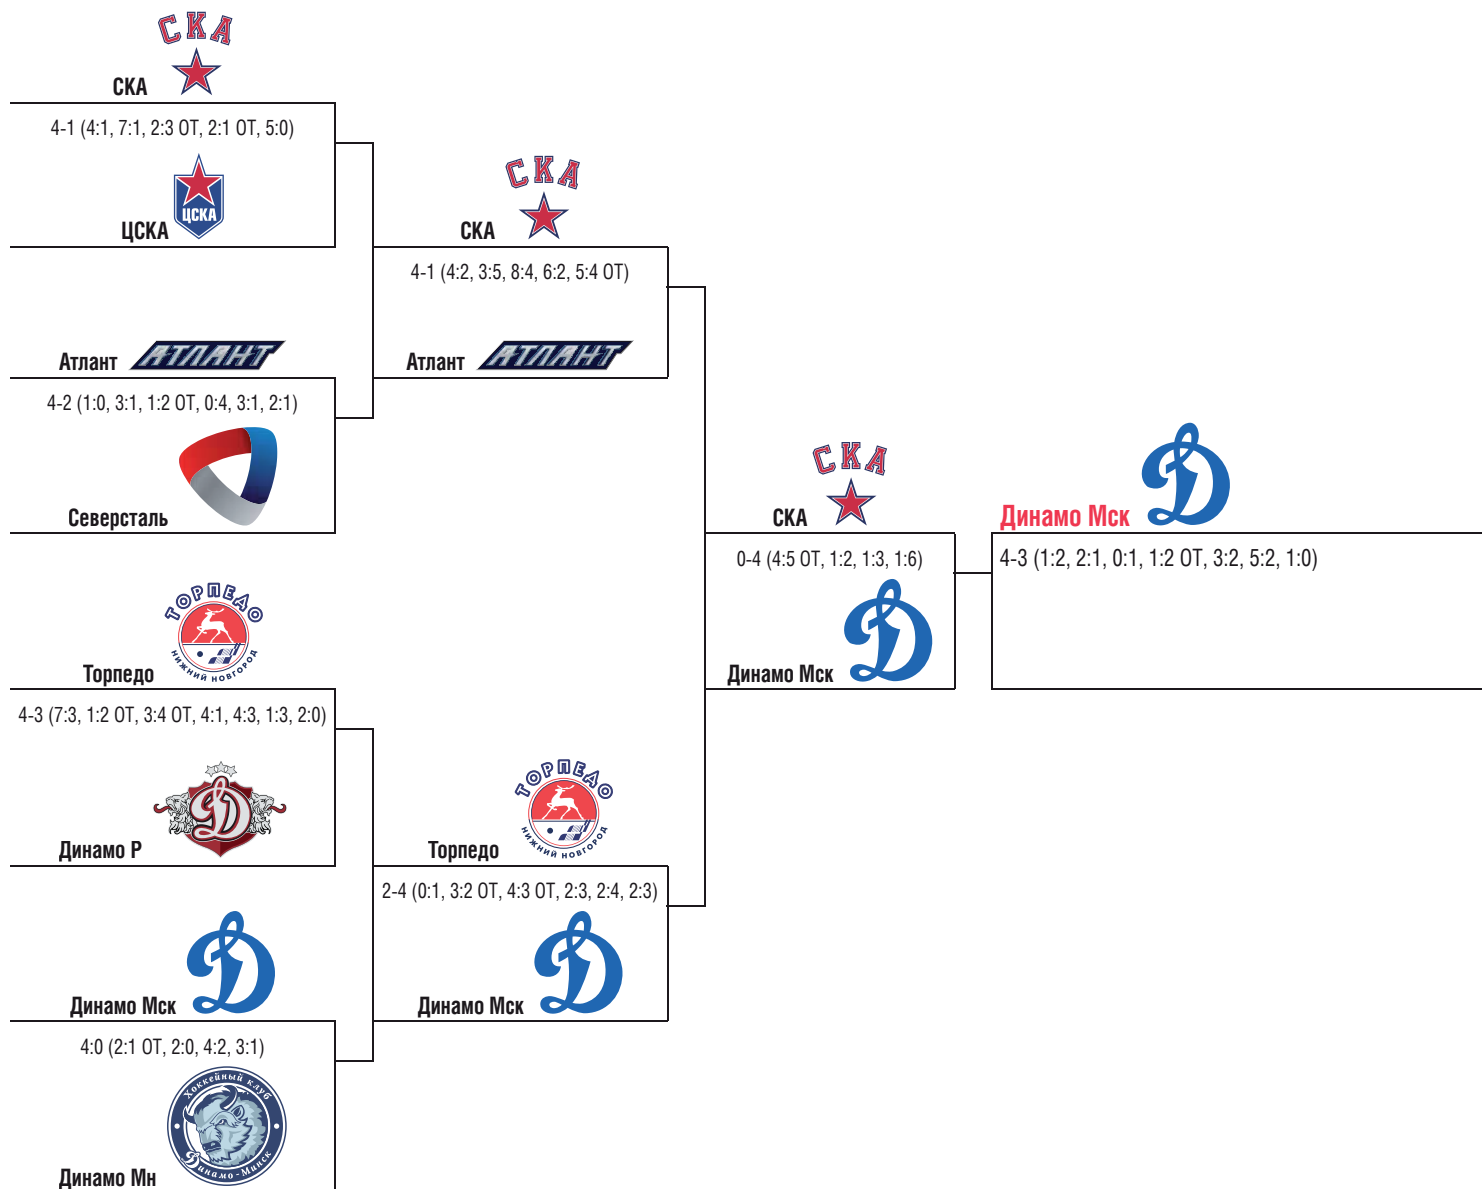 СКА
СКА
4-1 (4:1, 7:1, 2:3 ОТ, 2:1 ОТ, 5:0)
ЦСКА
ЦСКА
Атлант
АТЛАНТ
4-2 (1:0, 3:1, 1:2 ОТ, 0:4, 3:1, 2:1)
Северсталь
ТОРПЕДО
НИЖНИЙ НОВГОРОД
Торпедо
4-3 (7:3, 1:2 ОТ, 3:4 ОТ, 4:1, 4:3, 1:3, 2:0)
Д
Динамо Р
Д
Динамо Мск
4:0 (2:1 ОТ, 2:0, 4:2, 3:1)
Хоккейный клуб
Динамо-Минск
Динамо Мн
СКА
СКА
4-1 (4:2, 3:5, 8:4, 6:2, 5:4 ОТ)
Атлант
АТЛАНТ
ТОРПЕДО
НИЖНИЙ НОВГОРОД
Торпедо
2-4 (0:1, 3:2 ОТ, 4:3 ОТ, 2:3, 2:4, 2:3)
Д
Динамо Мск
СКА
СКА
0-4 (4:5 ОТ, 1:2, 1:3, 1:6)
Д
Динамо Мск
Д
Динамо Мск
4-3 (1:2, 2:1, 0:1, 1:2 ОТ, 3:2, 5:2, 1:0)